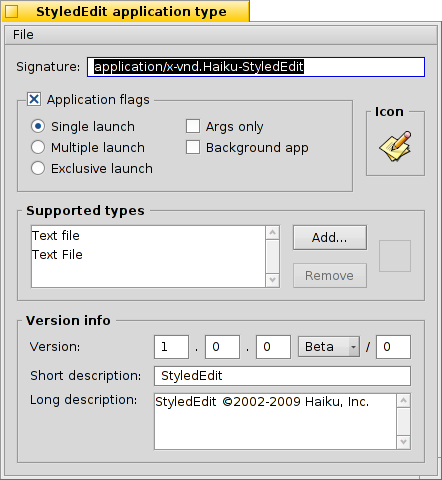 StyledEdit application type
File
Signature: application/x-vnd.Haiku-StyledEdit
Application flags
Icon
Single launch Args only
Multiple launch Background app
Exclusive launch
Supported types
Text file
Text File
Add...
Remove
Version info
Version: 1 . 0 . 0 Beta / 0
Short description: StyledEdit
Long description: StyledEdit ©2002-2009 Haiku, Inc.